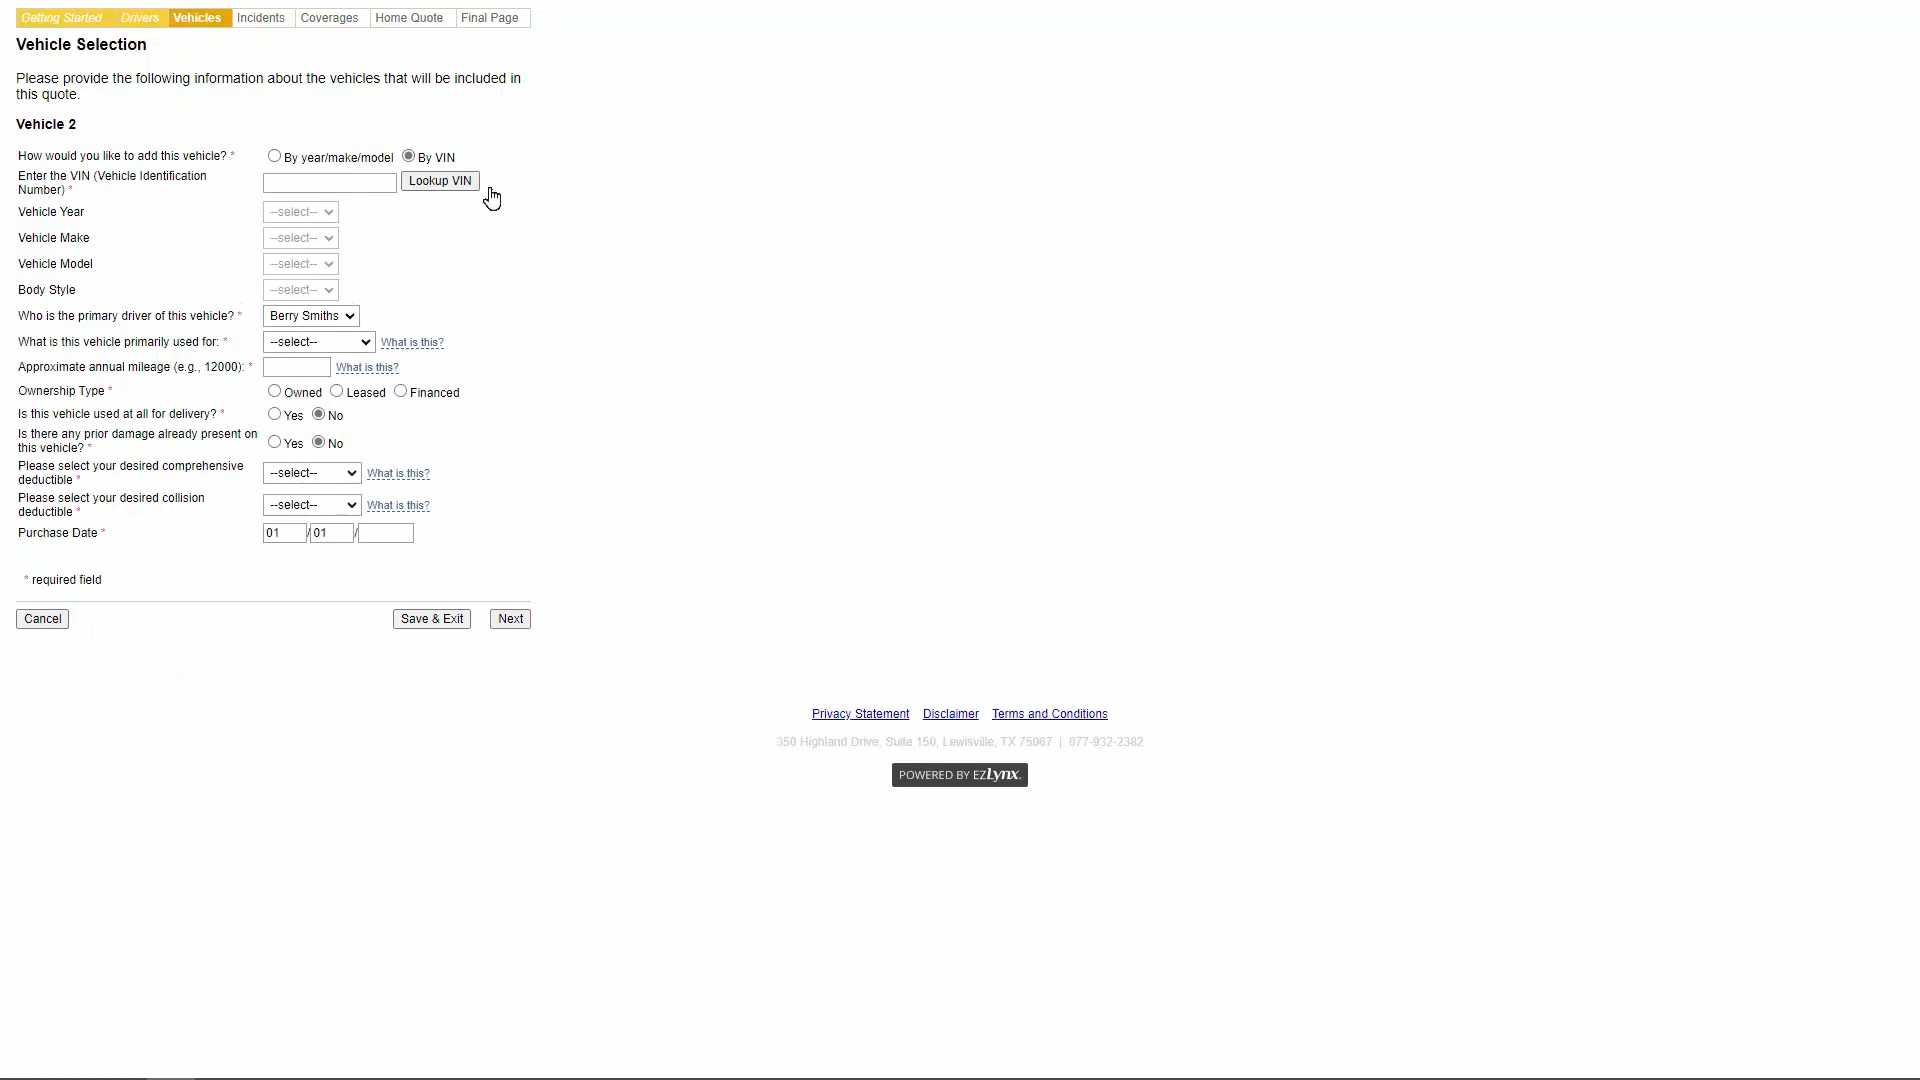 Getting Started Drivers Vehicles Incidents Coverages Home Quote Final Page
Vehicle Selection
Please provide the following information about the vehicles that will be included in
this quote.
Vehicle 2
How would you like to add this vehicle? * By year/make/model By VIN
Enter the VIN (Vehicle Identification
Number) * Lookup VIN
Vehicle Year --select--
Vehicle Make --select--
Vehicle Model --select--
Body Style --select--
Who is the primary driver of this vehicle? * Berry Smiths
What is this vehicle primarily used for: * --select-- What is this?
Approximate annual mileage (e.g., 12000): * What is this?
Ownership Type * Owned Leased Financed
Is this vehicle used at all for delivery? * Yes No
Is there any prior damage already present on
this vehicle? * Yes No
Please select your desired comprehensive
deductible * --select-- What is this?
Please select your desired collision
deductible * --select-- What is this?
Purchase Date * 01 / 01 /
* required field
Cancel Save & Exit Next
Privacy Statement Disclaimer Terms and Conditions
350 Highland Drive, Suite 150, Lewisville, TX 75067 | 877-932-2382
POWERED BY EZLynx.